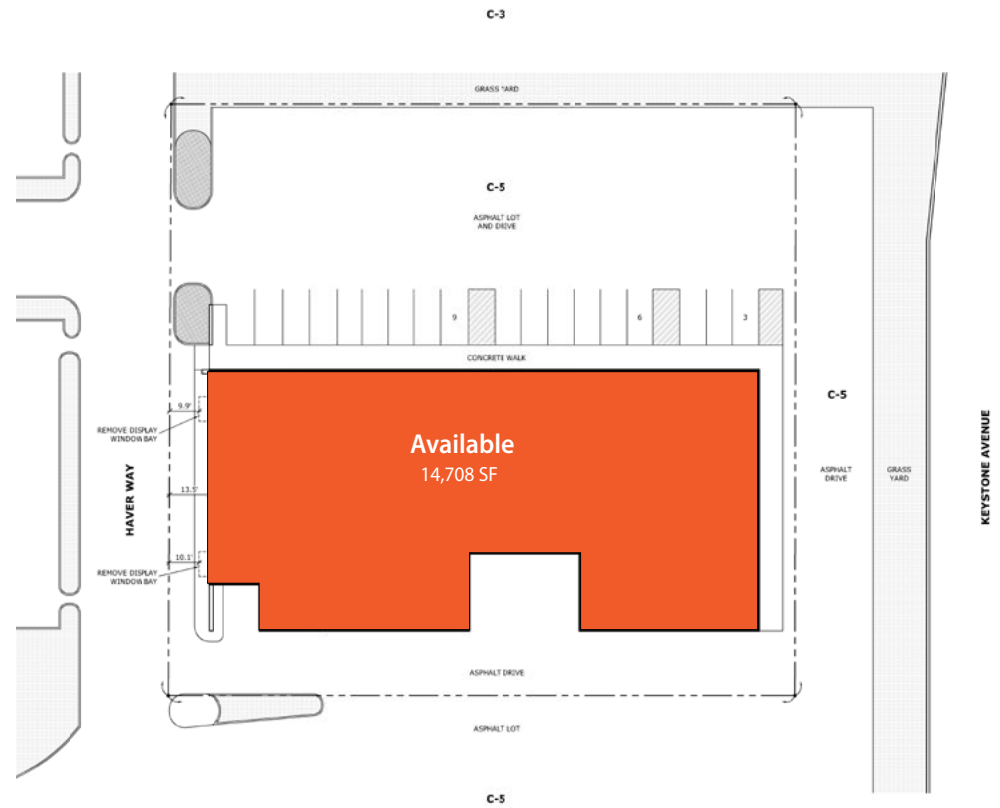 C-3
GRASS YARD
C-5
ASPHALT LOT
AND DRIVE
9
6
3
CONCRETE WALK
9.9'
REMOVE DISPLAY
WINDOW BAY
HAVER WAY
13.5'
10.1'
REMOVE DISPLAY
WINDOW BAY
Available
14,708 SF
C-5
ASPHALT
DRIVE
GRASS
YARD
KEYSTONE AVENUE
ASPHALT DRIVE
ASPHALT LOT
C-5